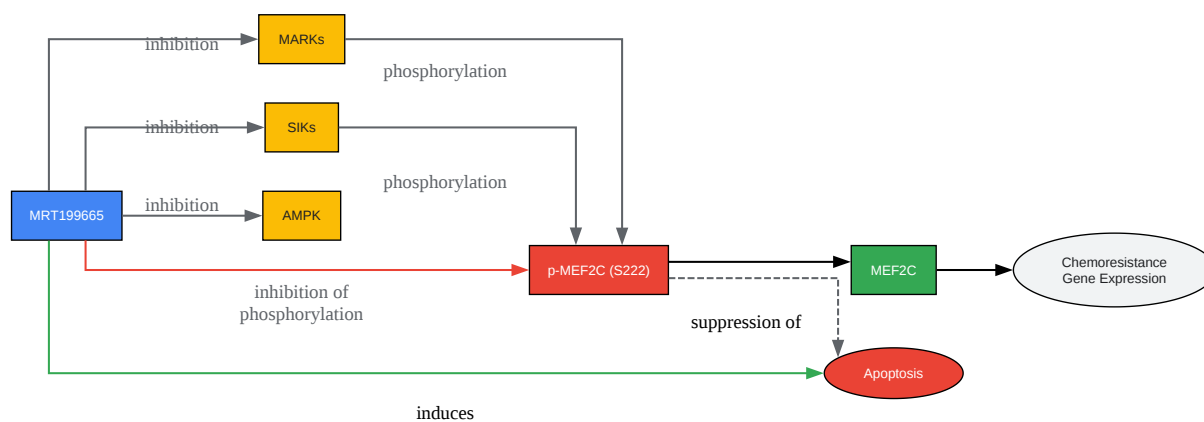 inhibition
MARKs
phosphorylation
inhibition
SIKs
phosphorylation
MRT199665
inhibition
AMPK
inhibition of
phosphorylation
p-MEF2C (S222)
MEF2C
Chemoresistance
Gene Expression
suppression of
Apoptosis
induces